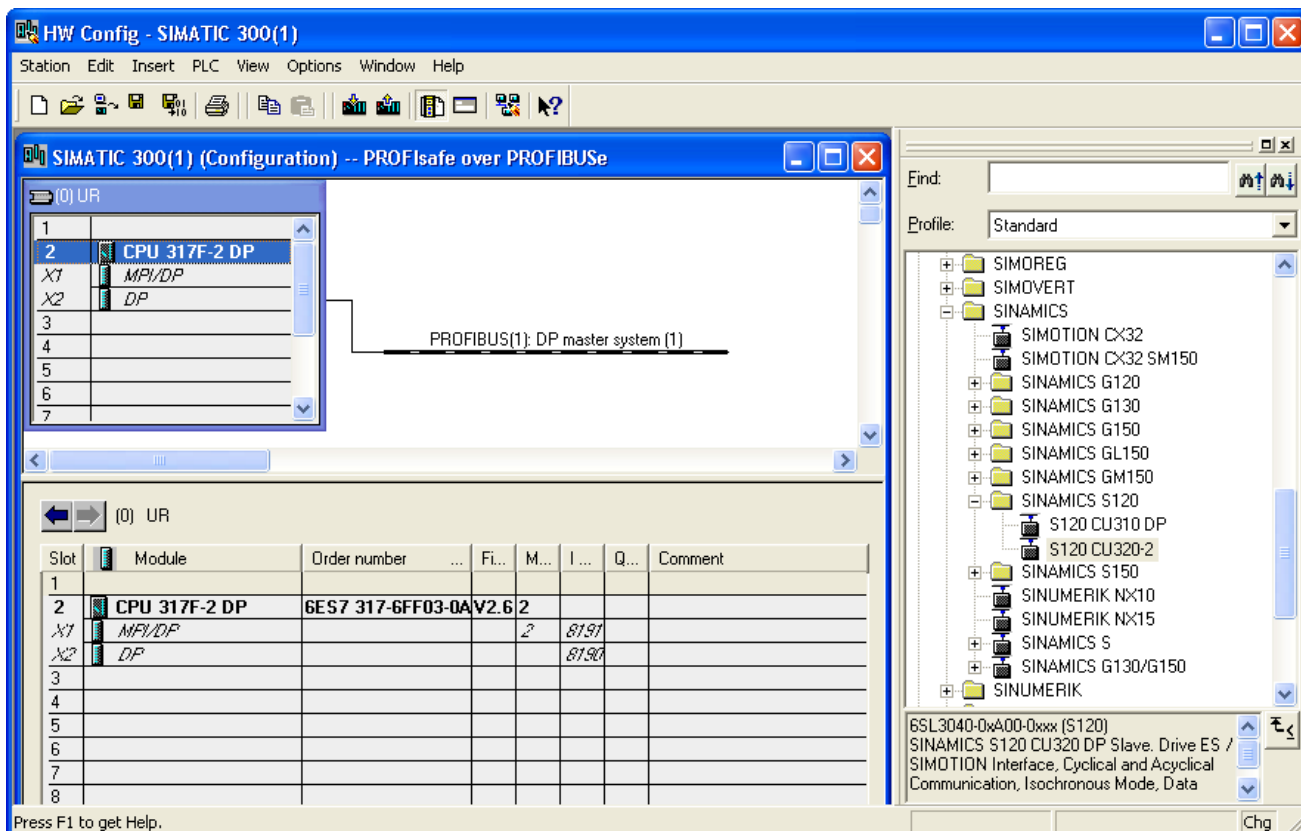 HW Config - SIMATIC 300(1)
Station Edit Insert PLC View Options Window Help
SIMATIC 300(1) (Configuration) -- PROFIsafe over PROFIBUSe
(0) UR
1
2 CPU 317F-2 DP
X1 MPI/DP
X2 DP
3
4
5
6
7
PROFIBUS(1): DP master system (1)
(0) UR
Slot Module Order number ... Fi... M... I ... Q... Comment
1
2 CPU 317F-2 DP 6ES7 317-6FF03-0A V2.6 2
X1 MPI/DP 2 8191
X2 DP 8190
3
4
5
6
7
8
Find:
Profile: Standard
SIMOREG
SIMOVERT
SINAMICS
SIMOTION CX32
SIMOTION CX32 SM150
SINAMICS G120
SINAMICS G130
SINAMICS G150
SINAMICS GL150
SINAMICS GM150
SINAMICS S120
S120 CU310 DP
S120 CU320-2
SINAMICS S150
SINUMERIK NX10
SINUMERIK NX15
SINAMICS S
SINAMICS G130/G150
SINUMERIK
6SL3040-0xA00-0xxx (S120)
SINAMICS S120 CU320 DP Slave. Drive ES /
SIMOTION Interface, Cyclical and Acyclical
Communication, Isochronous Mode, Data
Press F1 to get Help.
Chg